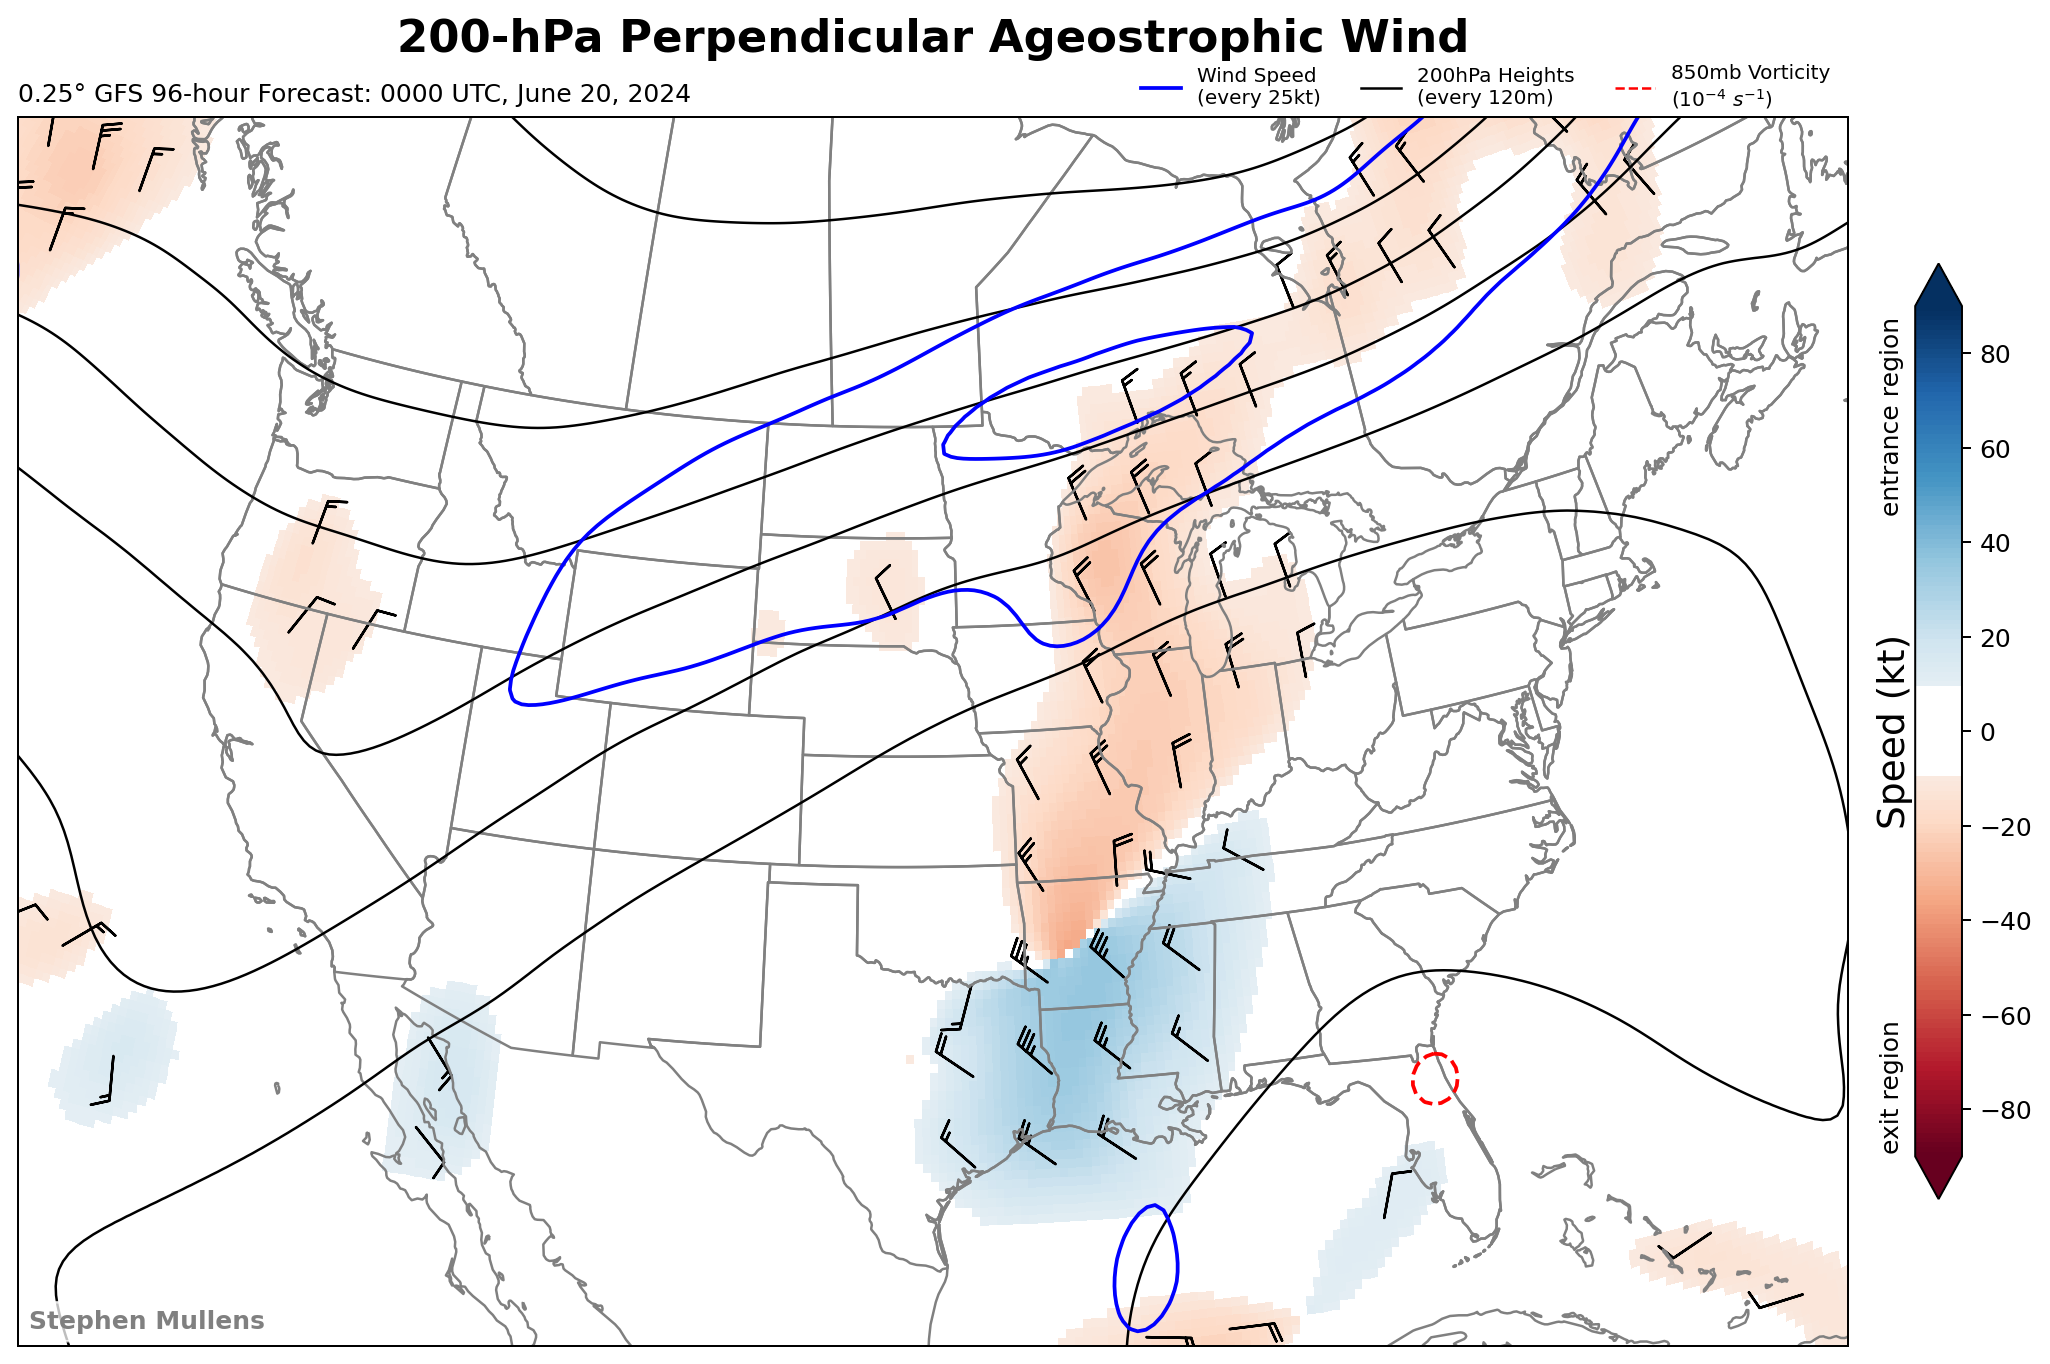 200-hPa Perpendicular Ageostrophic Wind
0.25° GFS 96-hour Forecast: 0000 UTC, June 20, 2024
Wind Speed
(every 25kt)
200hPa Heights
(every 120m)
850mb Vorticity
(10⁻⁴ s⁻¹)
entrance region
exit region
Speed (kt)
80
60
40
20
0
−20
−40
−60
−80
Stephen Mullens